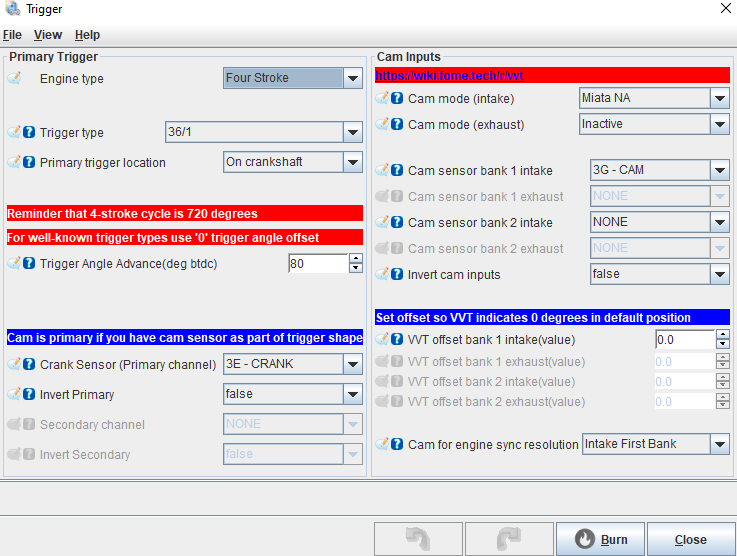 Trigger
File View Help
Primary Trigger
Engine type Four Stroke
Trigger type 36/1
Primary trigger location On crankshaft
Reminder that 4-stroke cycle is 720 degrees
For well-known trigger types use '0' trigger angle offset
Trigger Angle Advance(deg btdc) 80
Cam is primary if you have cam sensor as part of trigger shape
Crank Sensor (Primary channel) 3E - CRANK
Invert Primary false
Secondary channel NONE
Invert Secondary false
Cam Inputs
https://wiki.fome.tech/r/vvt
Cam mode (intake) Miata NA
Cam mode (exhaust) Inactive
Cam sensor bank 1 intake 3G - CAM
Cam sensor bank 1 exhaust NONE
Cam sensor bank 2 intake NONE
Cam sensor bank 2 exhaust NONE
Invert cam inputs false
Set offset so VVT indicates 0 degrees in default position
VVT offset bank 1 intake(value) 0.0
VVT offset bank 1 exhaust(value) 0.0
VVT offset bank 2 intake(value) 0.0
VVT offset bank 2 exhaust(value) 0.0
Cam for engine sync resolution Intake First Bank
Burn Close